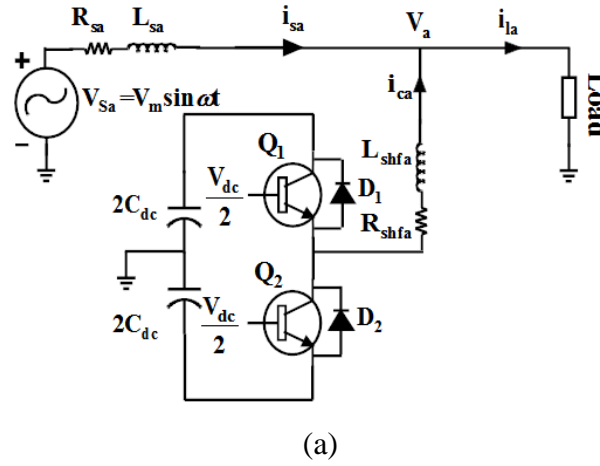 R_sa L_sa
i_sa
V_a
i_la
+
V_Sa =V_m sin ωt
−
i_ca
Load
Q_1
L_shfa
2C_dc
V_dc/2
D_1
R_shfa
Q_2
2C_dc
V_dc/2
D_2
(a)